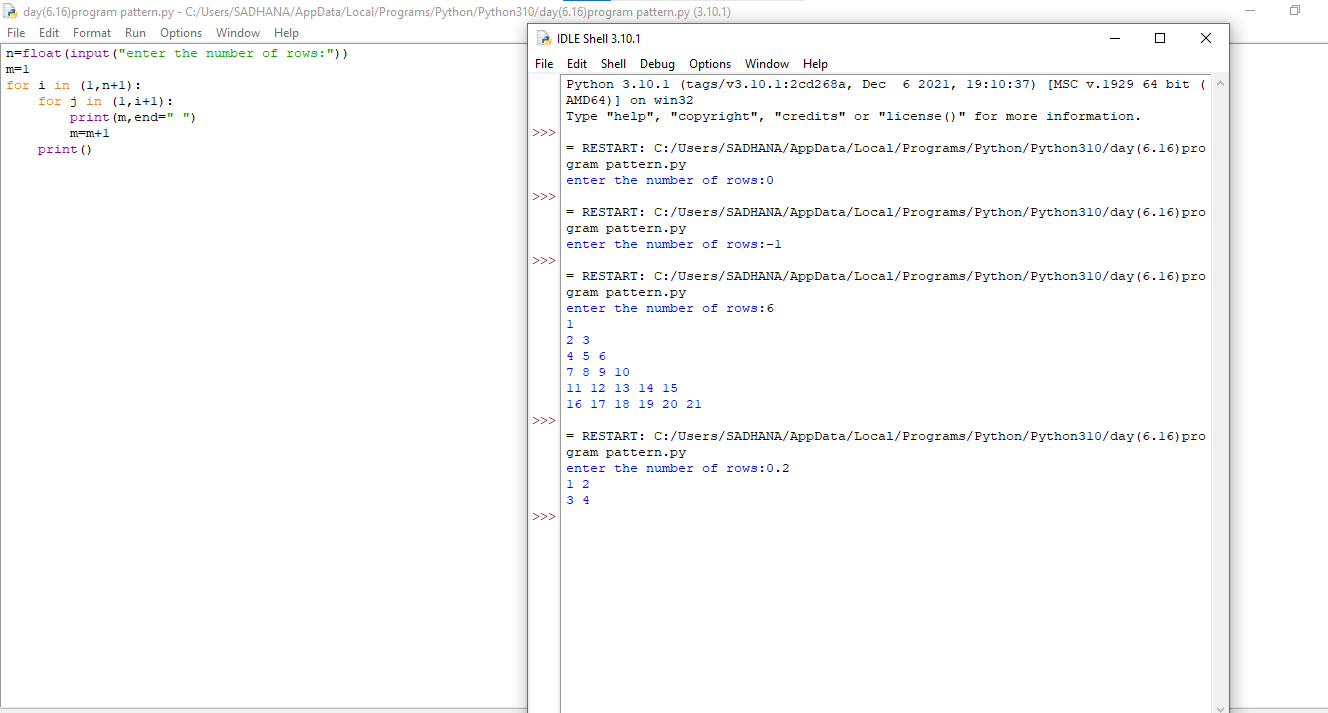 day(6.16)program pattern.py - C:/Users/SADHANA/AppData/Local/Programs/Python/Python310/day(6.16)program pattern.py (3.10.1)
File Edit Format Run Options Window Help
n=float(input("enter the number of rows:"))
m=1
for i in (1,n+1):
    for j in (1,i+1):
        print(m,end=" ")
        m=m+1
    print()
IDLE Shell 3.10.1
File Edit Shell Debug Options Window Help
Python 3.10.1 (tags/v3.10.1:2cd268a, Dec  6 2021, 19:10:37) [MSC v.1929 64 bit (
AMD64)] on win32
Type "help", "copyright", "credits" or "license()" for more information.
>>>
= RESTART: C:/Users/SADHANA/AppData/Local/Programs/Python/Python310/day(6.16)pro
gram pattern.py
enter the number of rows:0
>>>
= RESTART: C:/Users/SADHANA/AppData/Local/Programs/Python/Python310/day(6.16)pro
gram pattern.py
enter the number of rows:-1
>>>
= RESTART: C:/Users/SADHANA/AppData/Local/Programs/Python/Python310/day(6.16)pro
gram pattern.py
enter the number of rows:6
1
2 3
4 5 6
7 8 9 10
11 12 13 14 15
16 17 18 19 20 21
>>>
= RESTART: C:/Users/SADHANA/AppData/Local/Programs/Python/Python310/day(6.16)pro
gram pattern.py
enter the number of rows:0.2
1 2
3 4
>>>